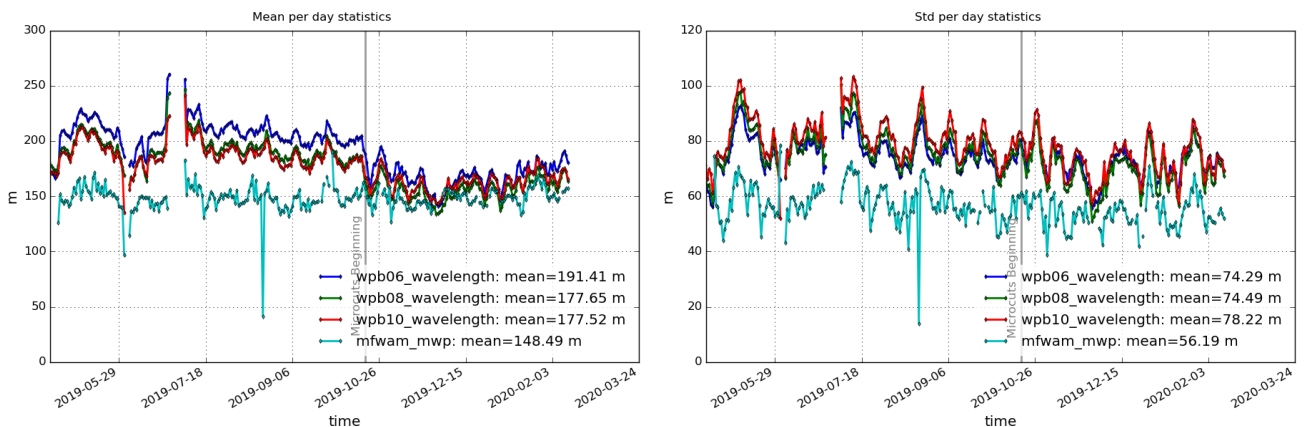 Mean per day statistics
300
250
200
150
100
50
0
m
Microcuts Beginning
wpb06_wavelength: mean=191.41 m
wpb08_wavelength: mean=177.65 m
wpb10_wavelength: mean=177.52 m
mfwam_mwp: mean=148.49 m
2019-05-29
2019-07-18
2019-09-06
2019-10-26
2019-12-15
2020-02-03
2020-03-24
time
Std per day statistics
120
100
80
60
40
20
0
m
Microcuts Beginning
wpb06_wavelength: mean=74.29 m
wpb08_wavelength: mean=74.49 m
wpb10_wavelength: mean=78.22 m
mfwam_mwp: mean=56.19 m
2019-05-29
2019-07-18
2019-09-06
2019-10-26
2019-12-15
2020-02-03
2020-03-24
time